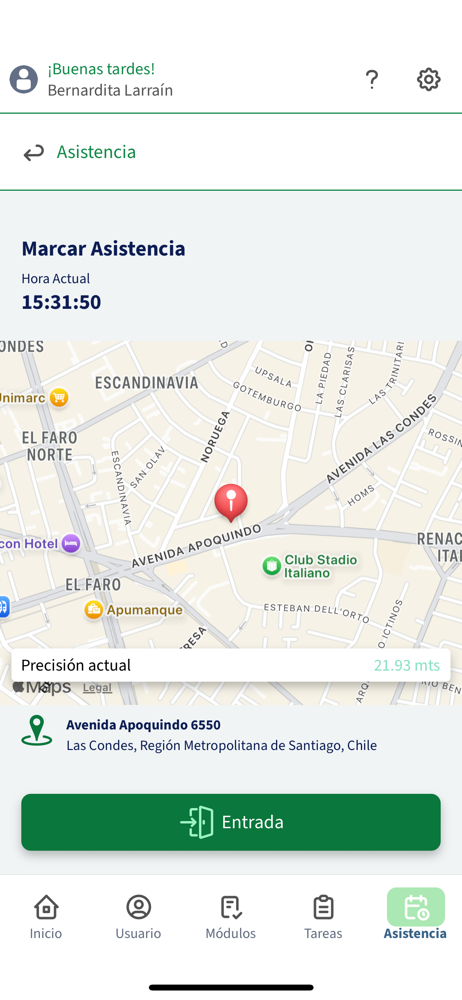 ¡Buenas tardes!
Bernardita Larraín
Asistencia
Marcar Asistencia
Hora Actual
15:31:50
ONDES
UPSALA
LA PIEDAD
LAS CLARISAS
LAS TRINITARI
ESCANDINAVIA
GOTEMBURGO
Unimarc
NORUEGA
AVENIDA LAS CONDES
ROSSIN
EL FARO
NORTE
ESCANDINAVIA
SAN OLAV
HOMS
AVENIDA APOQUINDO
con Hotel
RENAC
ITAL
Club Stadio
Italiano
EL FARO
Apumanque
ESTEBAN DELL'ORTO
O ICTINOS
RESA
Precisión actual
21.93 mts
Maps
Legal
ARQ
RIO BEN
Avenida Apoquindo 6550
Las Condes, Región Metropolitana de Santiago, Chile
Entrada
Inicio
Usuario
Módulos
Tareas
Asistencia